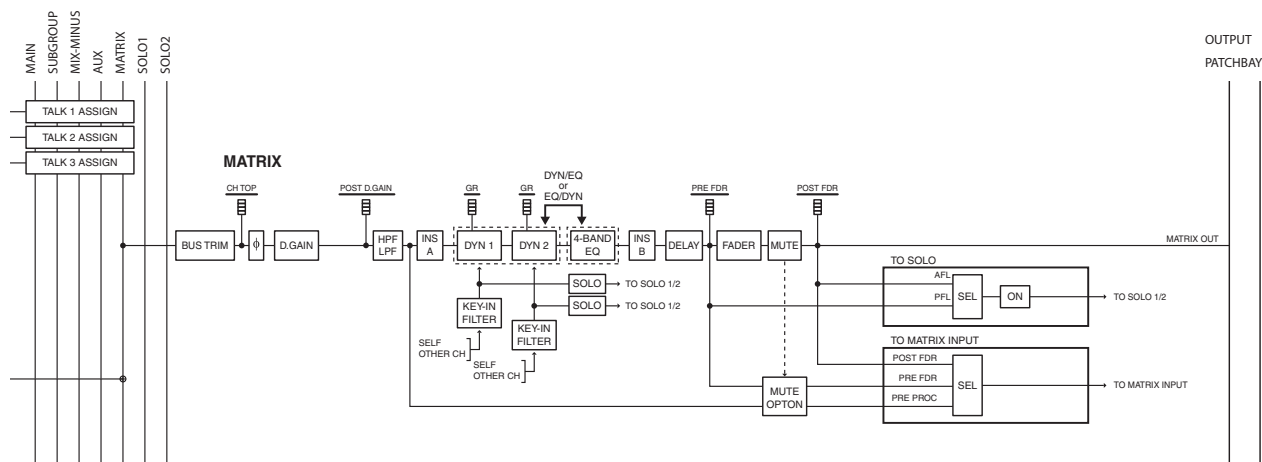 OUTPUT
PATCHBAY
MAIN
SUBGROUP
MIX-MINUS
AUX
MATRIX
SOLO1
SOLO2
TALK 1 ASSIGN
TALK 2 ASSIGN
TALK 3 ASSIGN
MATRIX
DYN/EQ
or
EQ/DYN
CH TOP
POST D.GAIN
GR
GR
PRE FDR
POST FDR
BUS TRIM
ϕ
D.GAIN
HPF
LPF
INS
A
DYN 1
DYN 2
4-BAND
EQ
INS
B
DELAY
FADER
MUTE
MATRIX OUT
TO SOLO
AFL
PFL
SEL
ON
TO SOLO 1/2
SOLO
TO SOLO 1/2
SOLO
TO SOLO 1/2
KEY-IN
FILTER
KEY-IN
FILTER
SELF
OTHER CH
SELF
OTHER CH
TO MATRIX INPUT
POST FDR
PRE FDR
PRE PROC
SEL
TO MATRIX INPUT
MUTE
OPTON